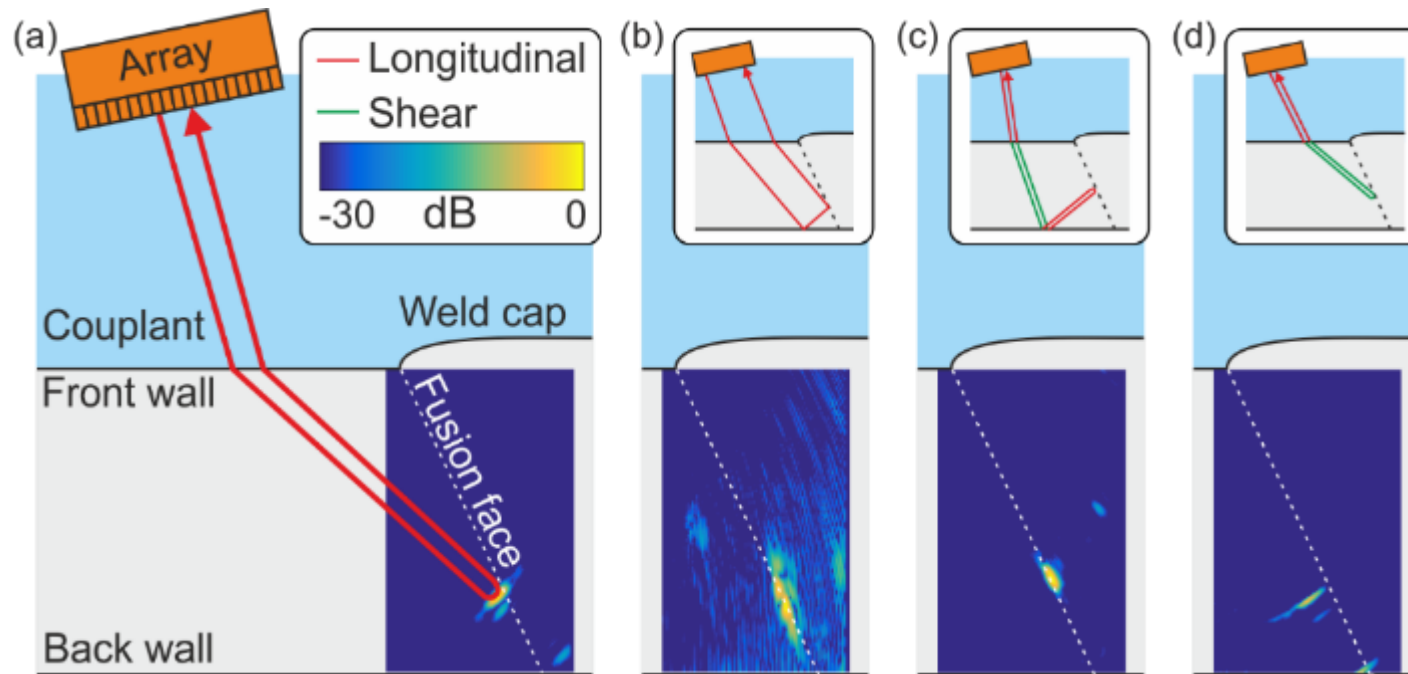 (a)
Array
Longitudinal
Shear
-30 dB 0
Couplant
Weld cap
Front wall
Fusion face
Back wall
(b)
(c)
(d)